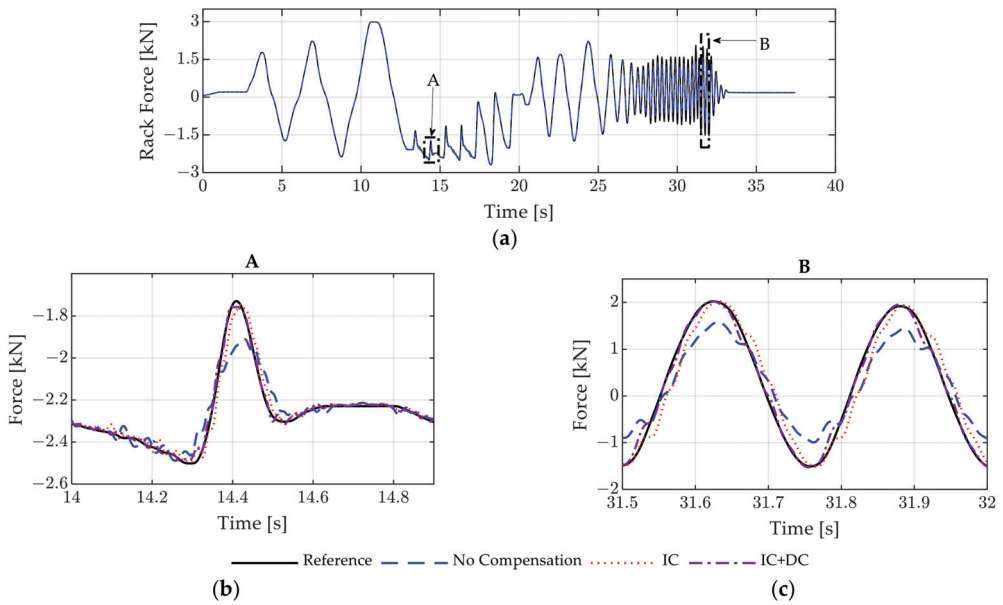 3
1.5
0
−1.5
−3
Rack Force [kN]
A
B
0 5 10 15 20 25 30 35 40
Time [s]
(a)
A
−1.8
−2
−2.2
−2.4
−2.6
Force [kN]
14 14.2 14.4 14.6 14.8
Time [s]
B
2
1
0
−1
−2
Force [kN]
31.5 31.6 31.7 31.8 31.9 32
Time [s]
Reference No Compensation IC IC+DC
(b) (c)